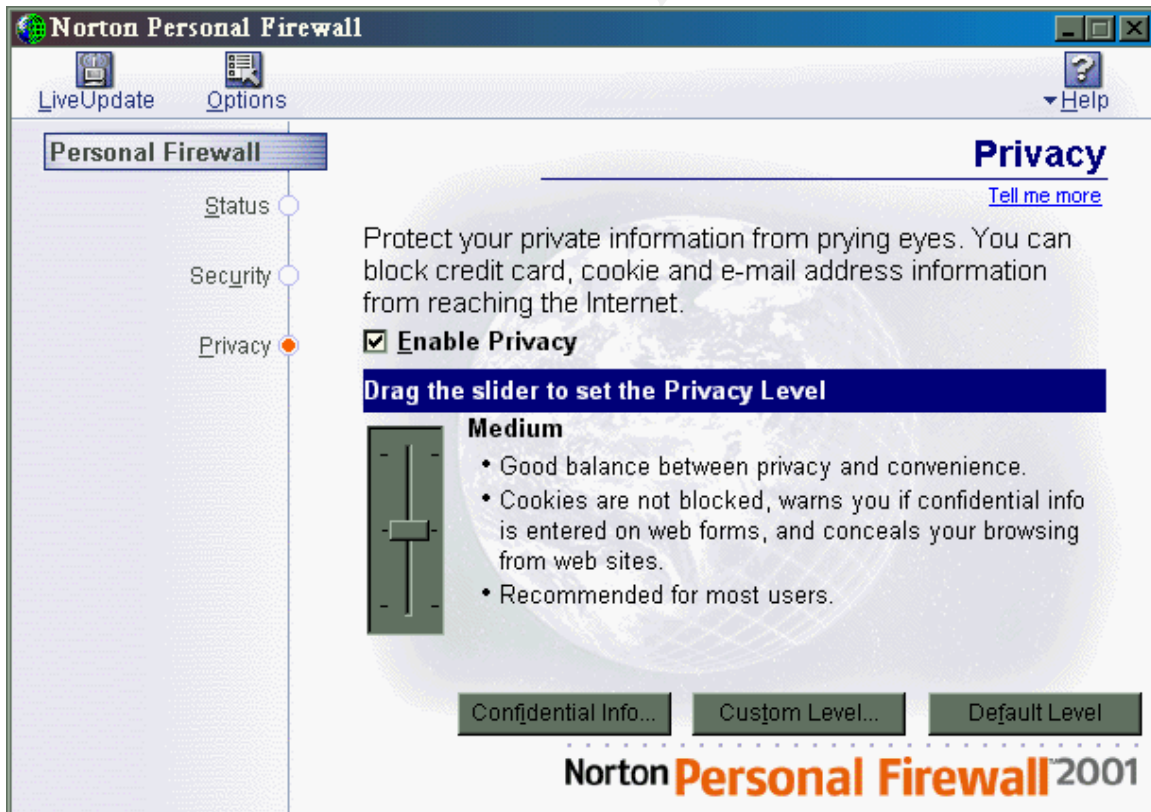 Norton Personal Firewall
LiveUpdate
Options
Help
Personal Firewall
Status
Security
Privacy
Privacy
Tell me more
Protect your private information from prying eyes. You can
block credit card, cookie and e-mail address information
from reaching the Internet.
Enable Privacy
Drag the slider to set the Privacy Level
Medium
• Good balance between privacy and convenience.
• Cookies are not blocked, warns you if confidential info
is entered on web forms, and conceals your browsing
from web sites.
• Recommended for most users.
Confidential Info...
Custom Level...
Default Level
Norton Personal Firewall™2001